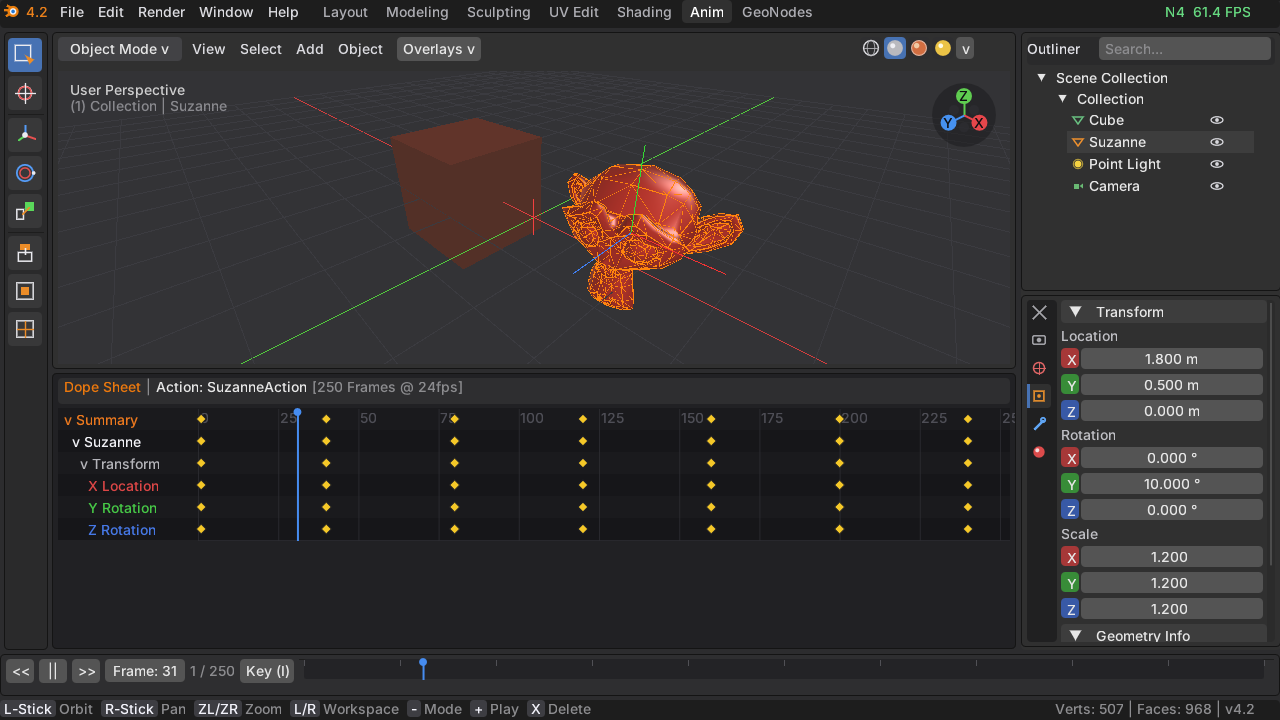 4.2 File Edit Render Window Help Layout Modeling Sculpting UV Edit Shading Anim GeoNodes N4 61.4 FPS
Object Mode v View Select Add Object Overlays v v
User Perspective
(1) Collection | Suzanne
Z
Y X
Outliner Search...
Scene Collection
Collection
Cube
Suzanne
Point Light
Camera
Transform
Location
X 1.800 m
Y 0.500 m
Z 0.000 m
Rotation
X 0.000 °
Y 10.000 °
Z 0.000 °
Scale
X 1.200
Y 1.200
Z 1.200
Geometry Info
Dope Sheet | Action: SuzanneAction [250 Frames @ 24fps]
v Summary 0 25 50 75 100 125 150 175 200 225
v Suzanne
v Transform
X Location
Y Rotation
Z Rotation
<< || >> Frame: 31 1 / 250 Key (I)
L-Stick Orbit R-Stick Pan ZL/ZR Zoom L/R Workspace - Mode + Play X Delete Verts: 507 | Faces: 968 | v4.2